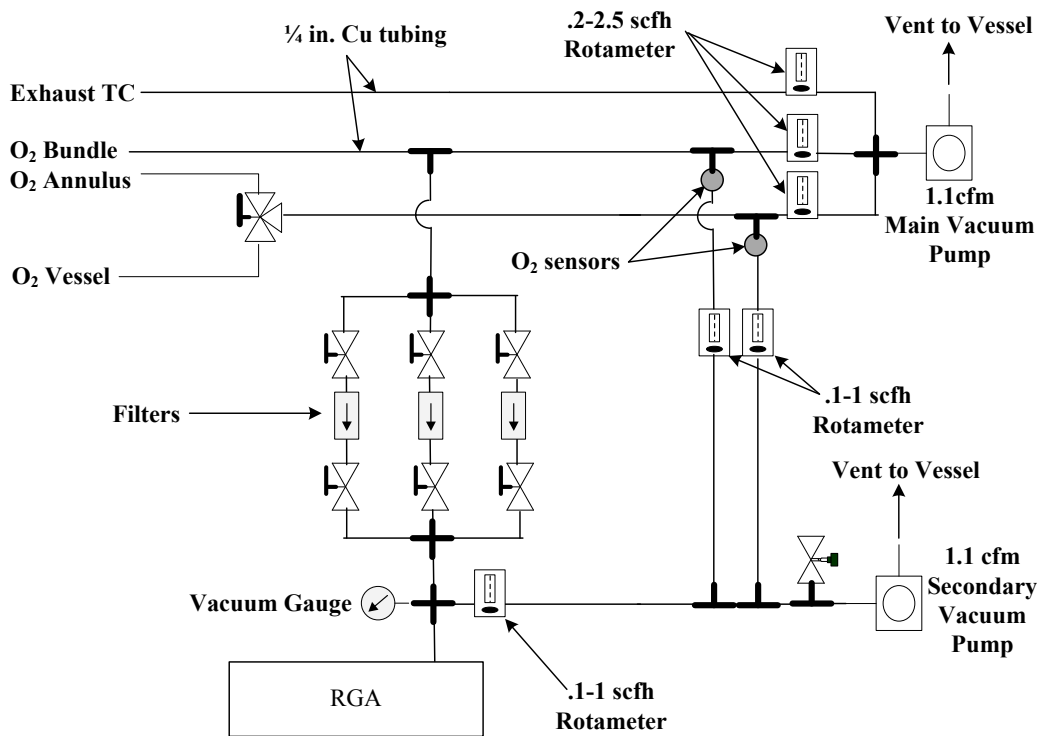 ¼ in. Cu tubing
.2-2.5 scfh
Rotameter
Vent to Vessel
Exhaust TC
O₂ Bundle
O₂ Annulus
O₂ Vessel
1.1cfm
Main Vacuum
Pump
O₂ sensors
Filters
.1-1 scfh
Rotameter
Vent to Vessel
1.1 cfm
Secondary
Vacuum
Pump
Vacuum Gauge
RGA
.1-1 scfh
Rotameter